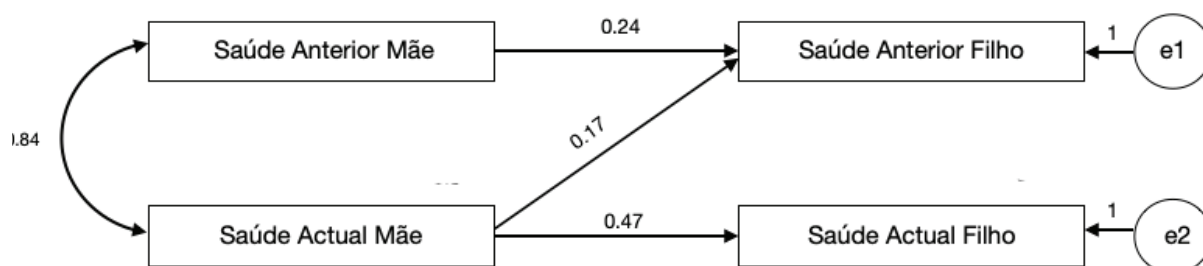 0.24
Saúde Anterior Mãe
Saúde Anterior Filho
1
e1
0.17
.84
Saúde Actual Mãe
0.47
Saúde Actual Filho
1
e2